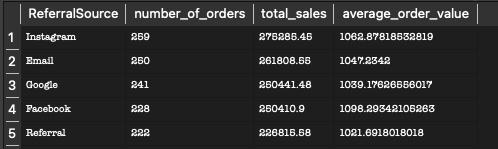 ReferralSource number_of_orders total_sales average_order_value
1 Instagram 259 275285.45 1062.87818532819
2 Email 250 261808.55 1047.2342
3 Google 241 250441.48 1039.17626556017
4 Facebook 228 250410.9 1098.29342105263
5 Referral 222 226815.58 1021.6918018018